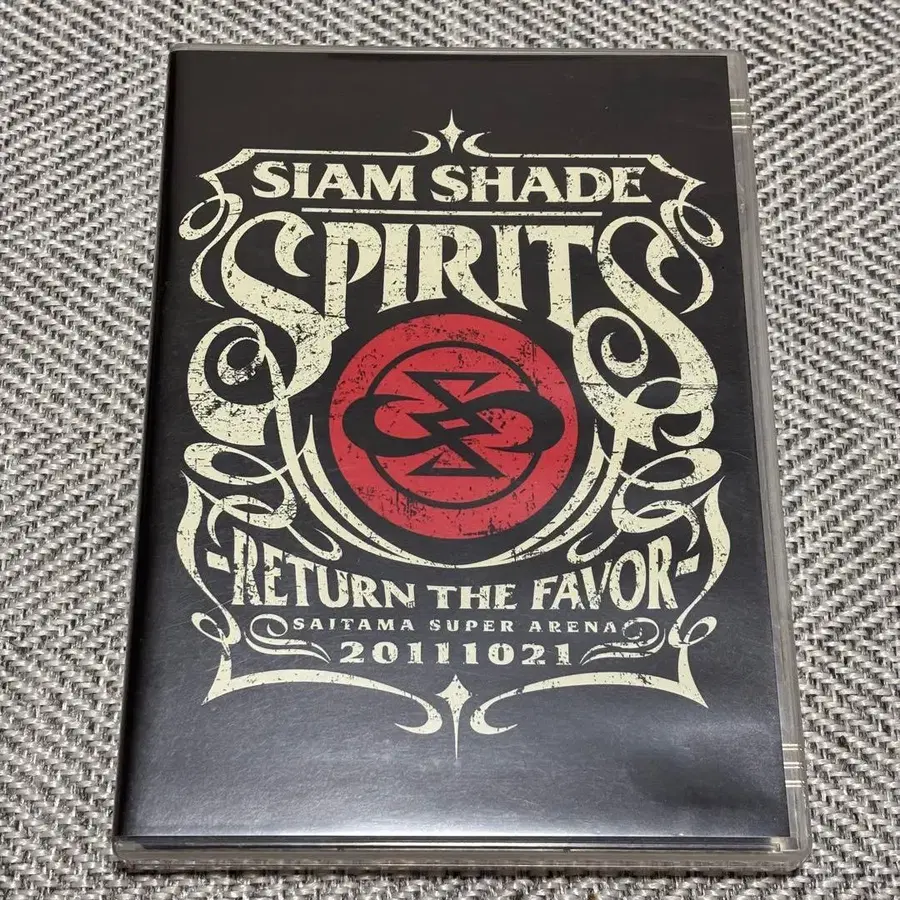 SIAM SHADE
SPIRITS
-RETURN THE FAVOR-
SAITAMA SUPER ARENA
20111021